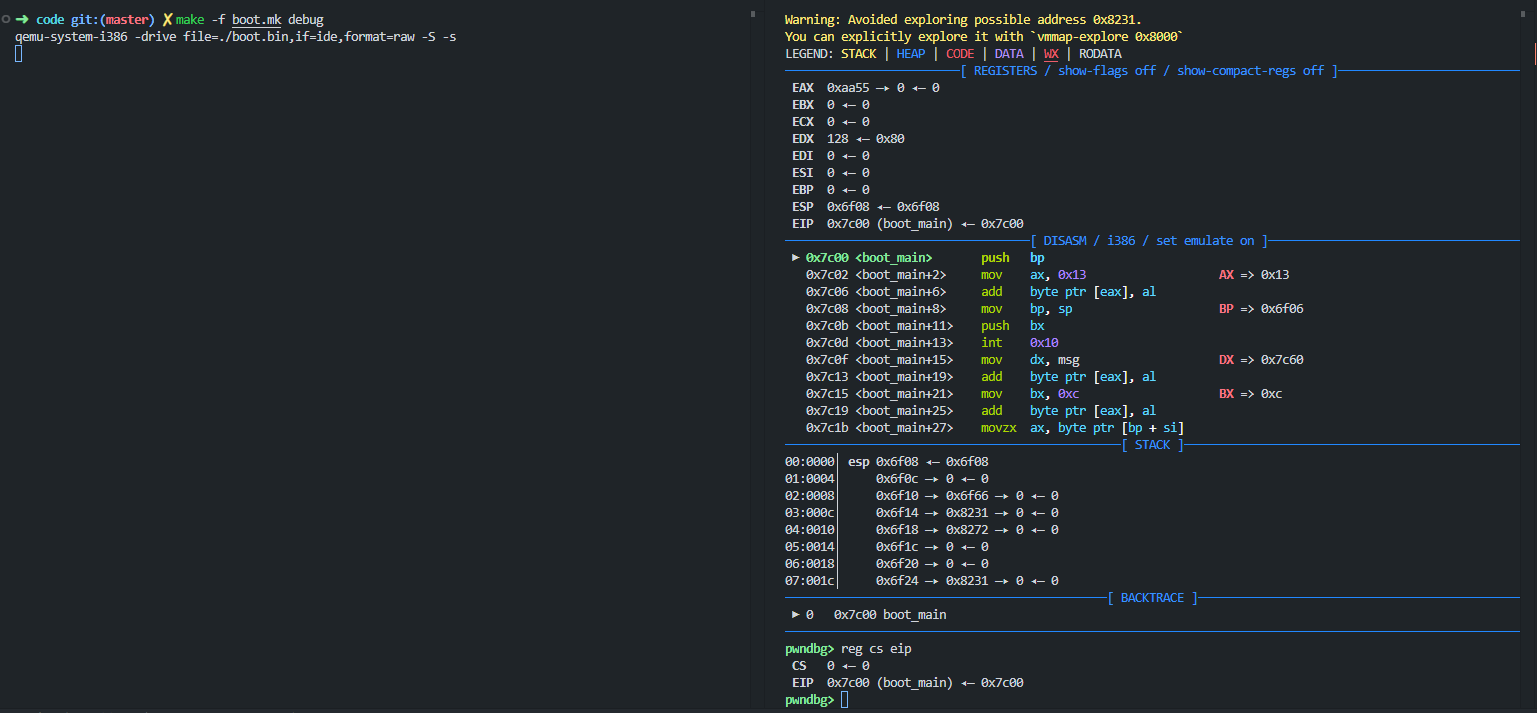 ○ ➜ code git:(master) ✗ make -f boot.mk debug
qemu-system-i386 -drive file=./boot.bin,if=ide,format=raw -S -s
Warning: Avoided exploring possible address 0x8231.
You can explicitly explore it with `vmmap-explore 0x8000`
LEGEND: STACK | HEAP | CODE | DATA | WX | RODATA
[ REGISTERS / show-flags off / show-compact-regs off ]
EAX 0xaa55 —▸ 0 ◂— 0
EBX 0 ◂— 0
ECX 0 ◂— 0
EDX 128 ◂— 0x80
EDI 0 ◂— 0
ESI 0 ◂— 0
EBP 0 ◂— 0
ESP 0x6f08 ◂— 0x6f08
EIP 0x7c00 (boot_main) ◂— 0x7c00
[ DISASM / i386 / set emulate on ]
► 0x7c00 <boot_main> push bp
0x7c02 <boot_main+2> mov ax, 0x13 AX => 0x13
0x7c06 <boot_main+6> add byte ptr [eax], al
0x7c08 <boot_main+8> mov bp, sp BP => 0x6f06
0x7c0b <boot_main+11> push bx
0x7c0d <boot_main+13> int 0x10
0x7c0f <boot_main+15> mov dx, msg DX => 0x7c60
0x7c13 <boot_main+19> add byte ptr [eax], al
0x7c15 <boot_main+21> mov bx, 0xc BX => 0xc
0x7c19 <boot_main+25> add byte ptr [eax], al
0x7c1b <boot_main+27> movzx ax, byte ptr [bp + si]
[ STACK ]
00:0000│ esp 0x6f08 ◂— 0x6f08
01:0004│ 0x6f0c —▸ 0 ◂— 0
02:0008│ 0x6f10 —▸ 0x6f66 —▸ 0 ◂— 0
03:000c│ 0x6f14 —▸ 0x8231 —▸ 0 ◂— 0
04:0010│ 0x6f18 —▸ 0x8272 —▸ 0 ◂— 0
05:0014│ 0x6f1c —▸ 0 ◂— 0
06:0018│ 0x6f20 —▸ 0 ◂— 0
07:001c│ 0x6f24 —▸ 0x8231 —▸ 0 ◂— 0
[ BACKTRACE ]
► 0 0x7c00 boot_main
pwndbg> reg cs eip
CS 0 ◂— 0
EIP 0x7c00 (boot_main) ◂— 0x7c00
pwndbg>